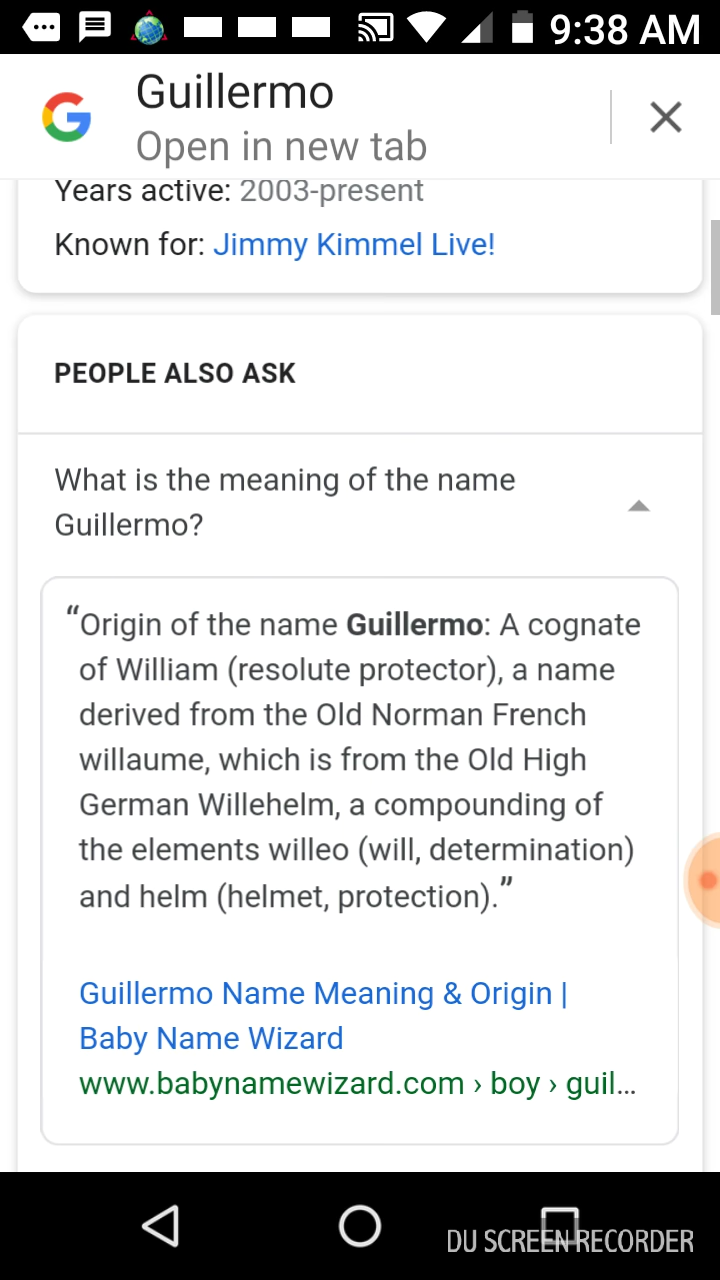 9:38 AM
Guillermo
Open in new tab
Years active: 2003-present
Known for: Jimmy Kimmel Live!
PEOPLE ALSO ASK
What is the meaning of the name
Guillermo?
“Origin of the name Guillermo: A cognate
of William (resolute protector), a name
derived from the Old Norman French
willaume, which is from the Old High
German Willehelm, a compounding of
the elements willeo (will, determination)
and helm (helmet, protection).”
Guillermo Name Meaning & Origin |
Baby Name Wizard
www.babynamewizard.com › boy › guil...
DU SCREEN RECORDER